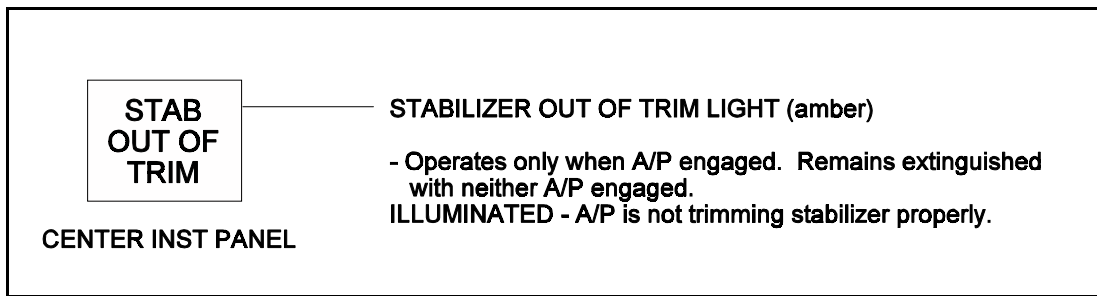 STAB
OUT OF
TRIM
CENTER INST PANEL
STABILIZER OUT OF TRIM LIGHT (amber)
- Operates only when A/P engaged.  Remains extinguished
with neither A/P engaged.
ILLUMINATED - A/P is not trimming stabilizer properly.